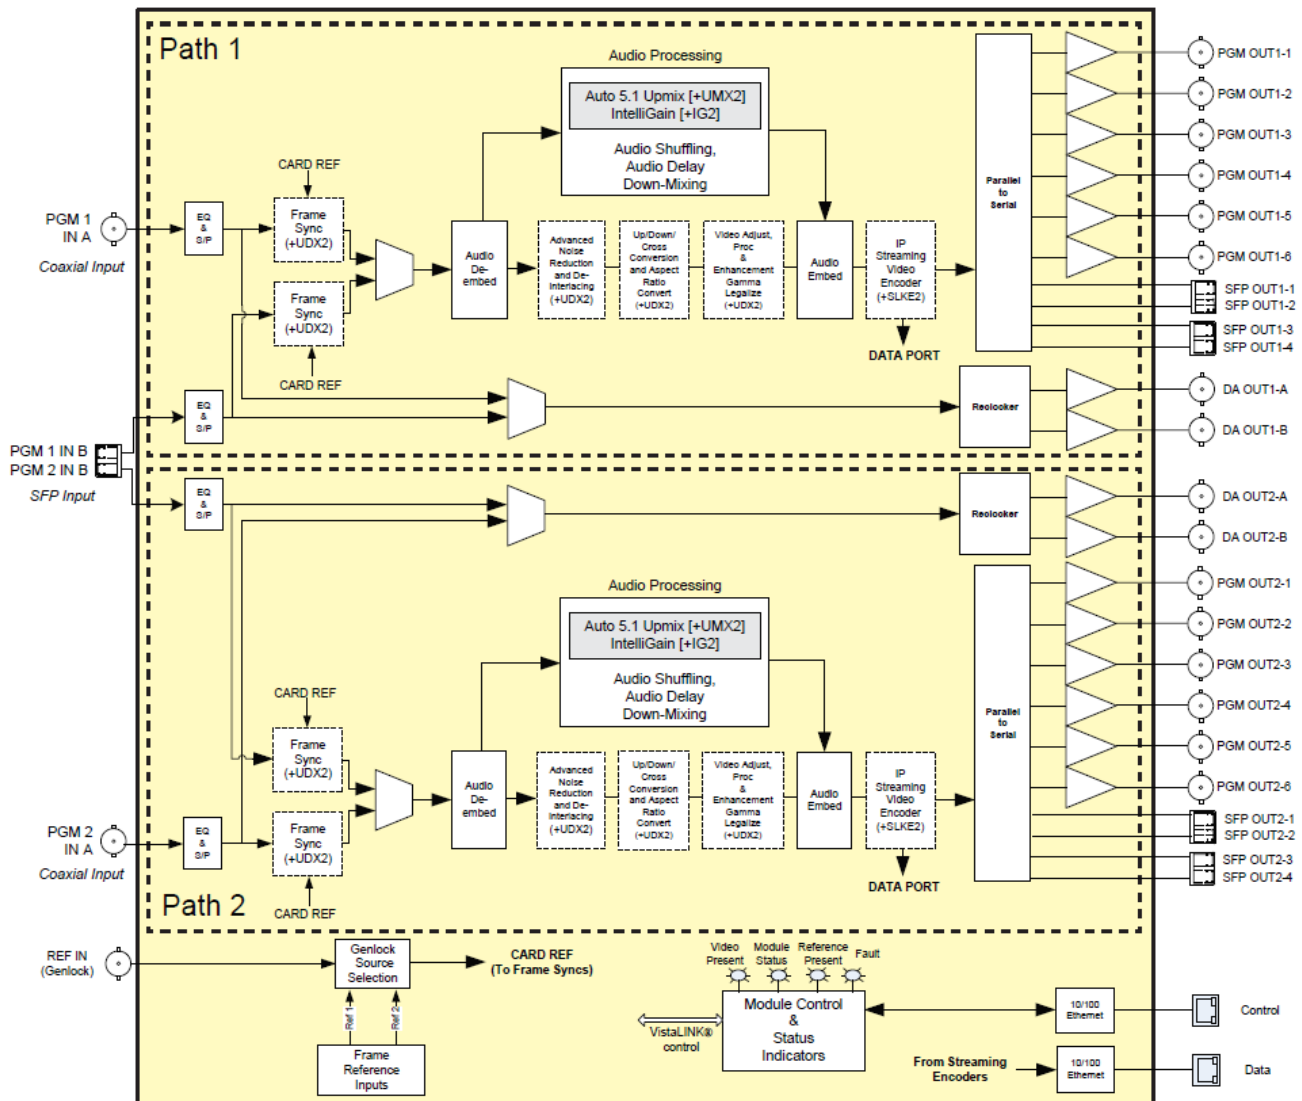 Path 1
Audio Processing
Auto 5.1 Upmix [+UMX2]
IntelliGain [+IG2]
Audio Shuffling,
Audio Delay
Down-Mixing
CARD REF
PGM 1
IN A
Coaxial Input
EQ
&
S/P
Frame
Sync
(+UDX2)
Frame
Sync
(+UDX2)
CARD REF
Audio
De-
embed
Advanced
Noise
Reduction
and De-
Interlacing
(+UDX2)
Up/Down/
Cross
Conversion
and Aspect
Ratio
Convert
(+UDX2)
Video Adjust,
Proc
&
Enhancement
Gamma
Legalize
(+UDX2)
Audio
Embed
IP
Streaming
Video
Encoder
(+SLKE2)
DATA PORT
Parallel
to
Serial
PGM OUT1-1
PGM OUT1-2
PGM OUT1-3
PGM OUT1-4
PGM OUT1-5
PGM OUT1-6
SFP OUT1-1
SFP OUT1-2
SFP OUT1-3
SFP OUT1-4
EQ
&
S/P
Reclocker
DA OUT1-A
DA OUT1-B
PGM 1 IN B
PGM 2 IN B
SFP Input
EQ
&
S/P
Reclocker
DA OUT2-A
DA OUT2-B
Audio Processing
Auto 5.1 Upmix [+UMX2]
IntelliGain [+IG2]
Audio Shuffling,
Audio Delay
Down-Mixing
CARD REF
Frame
Sync
(+UDX2)
Frame
Sync
(+UDX2)
CARD REF
PGM 2
IN A
Coaxial Input
EQ
&
S/P
Audio
De-
embed
Advanced
Noise
Reduction
and De-
Interlacing
(+UDX2)
Up/Down/
Cross
Conversion
and Aspect
Ratio
Convert
(+UDX2)
Video Adjust,
Proc
&
Enhancement
Gamma
Legalize
(+UDX2)
Audio
Embed
IP
Streaming
Video
Encoder
(+SLKE2)
DATA PORT
Parallel
to
Serial
PGM OUT2-1
PGM OUT2-2
PGM OUT2-3
PGM OUT2-4
PGM OUT2-5
PGM OUT2-6
SFP OUT2-1
SFP OUT2-2
SFP OUT2-3
SFP OUT2-4
Path 2
REF IN
(Genlock)
Genlock
Source
Selection
CARD REF
(To Frame Syncs)
Ref 1
Ref 2
Frame
Reference
Inputs
Video
Present
Module
Status
Reference
Present
Fault
Module Control
&
Status
Indicators
VistaLINK®
control
10/100
Ethernet
Control
From Streaming
Encoders
10/100
Ethernet
Data